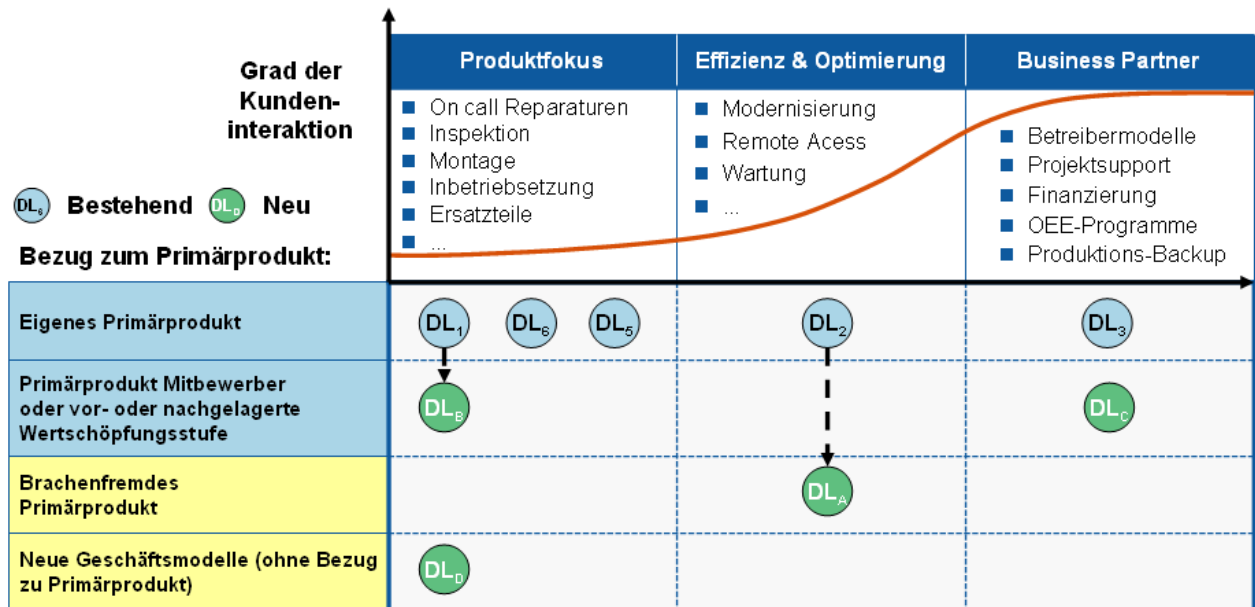 Grad der
Kunden-
interaktion
Produktfokus
Effizienz & Optimierung
Business Partner
On call Reparaturen
Inspektion
Montage
Inbetriebsetzung
Ersatzteile
...
Modernisierung
Remote Acess
Wartung
...
Betreibermodelle
Projektsupport
Finanzierung
OEE-Programme
Produktions-Backup
DL6 Bestehend DLD Neu
Bezug zum Primärprodukt:
Eigenes Primärprodukt
DL1 DL6 DL5 DL2 DL3
Primärprodukt Mitbewerber
oder vor- oder nachgelagerte
Wertschöpfungsstufe
DLB DLC
Brachenfremdes
Primärprodukt
DLA
Neue Geschäftsmodelle (ohne Bezug
zu Primärprodukt)
DLD